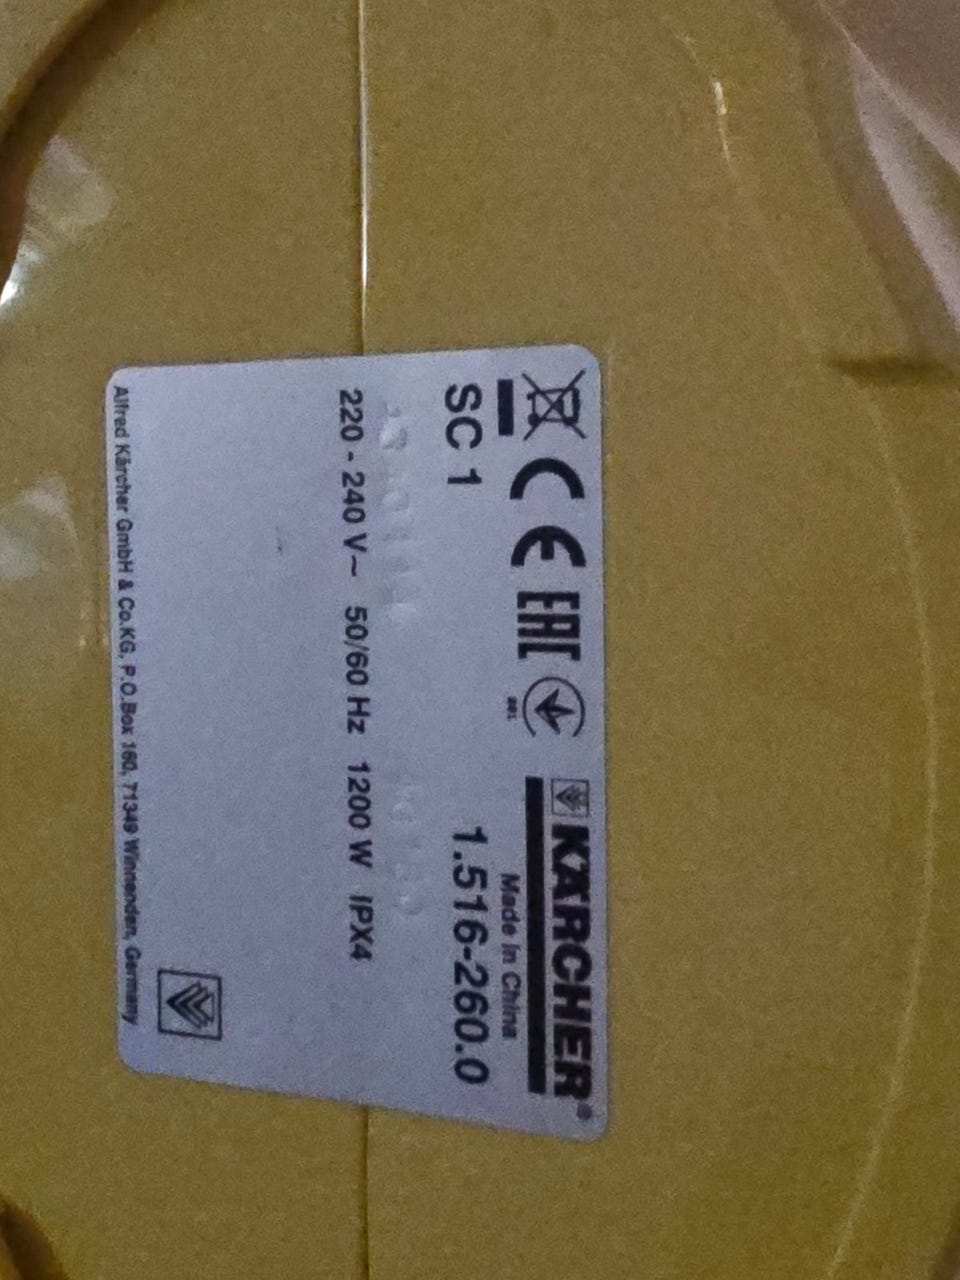 KÄRCHER®
Made in China
SC 1 1.516-260.0
220 - 240 V~ 50/60 Hz 1200 W IPX4
Alfred Kärcher GmbH & Co.KG, P.O.Box 160, 71349 Winnenden, Germany